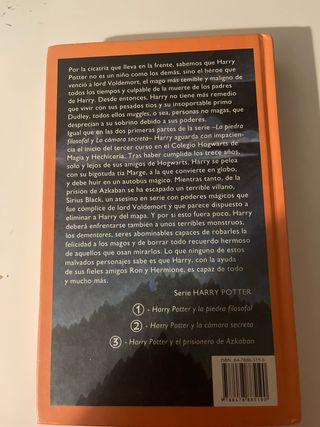 Por la cicatriz que lleva en la frente, sabemos que Harry
Potter no es un niño como los demás, sino el héroe que
venció a lord Voldemort, el mago más temible y maligno de
todos los tiempos y culpable de la muerte de los padres
de Harry. Desde entonces, Harry no tiene más remedio
que vivir con sus pesados tíos y su insoportable primo
Dudley, todos ellos muggles, o sea, personas no magas, que
desprecian a su sobrino debido a sus poderes.
Igual que en las dos primeras partes de la serie –La piedra
filosofal y La cámara secreta– Harry aguarda con impacien-
cia el inicio del tercer curso en el Colegio Hogwarts de
Magia y Hechicería. Tras haber cumplido los trece años,
solo y lejos de sus amigos de Hogwarts, Harry se pelea
con su bigotuda tía Marge, a la que convierte en globo,
y debe huir en un autobús mágico. Mientras tanto, de la
prisión de Azkaban se ha escapado un terrible villano,
Sirius Black, un asesino en serie con poderes mágicos que
fue cómplice de lord Voldemort y que parece dispuesto a
eliminar a Harry del mapa. Y por si esto fuera poco, Harry
deberá enfrentarse también a unos terribles monstruos,
los dementores, seres abominables capaces de robarles la
felicidad a los magos y de borrar todo recuerdo hermoso
de aquellos que osan mirarlos. Lo que ninguno de estos
malvados personajes sabe es que Harry, con la ayuda
de sus fieles amigos Ron y Hermione, es capaz de todo
y mucho más.
Serie HARRY POTTER
1 - Harry Potter y la piedra filosofal
2 - Harry Potter y la cámara secreta
3 - Harry Potter y el prisionero de Azkaban
ISBN: 84-7888-519-6
9 788478 885190